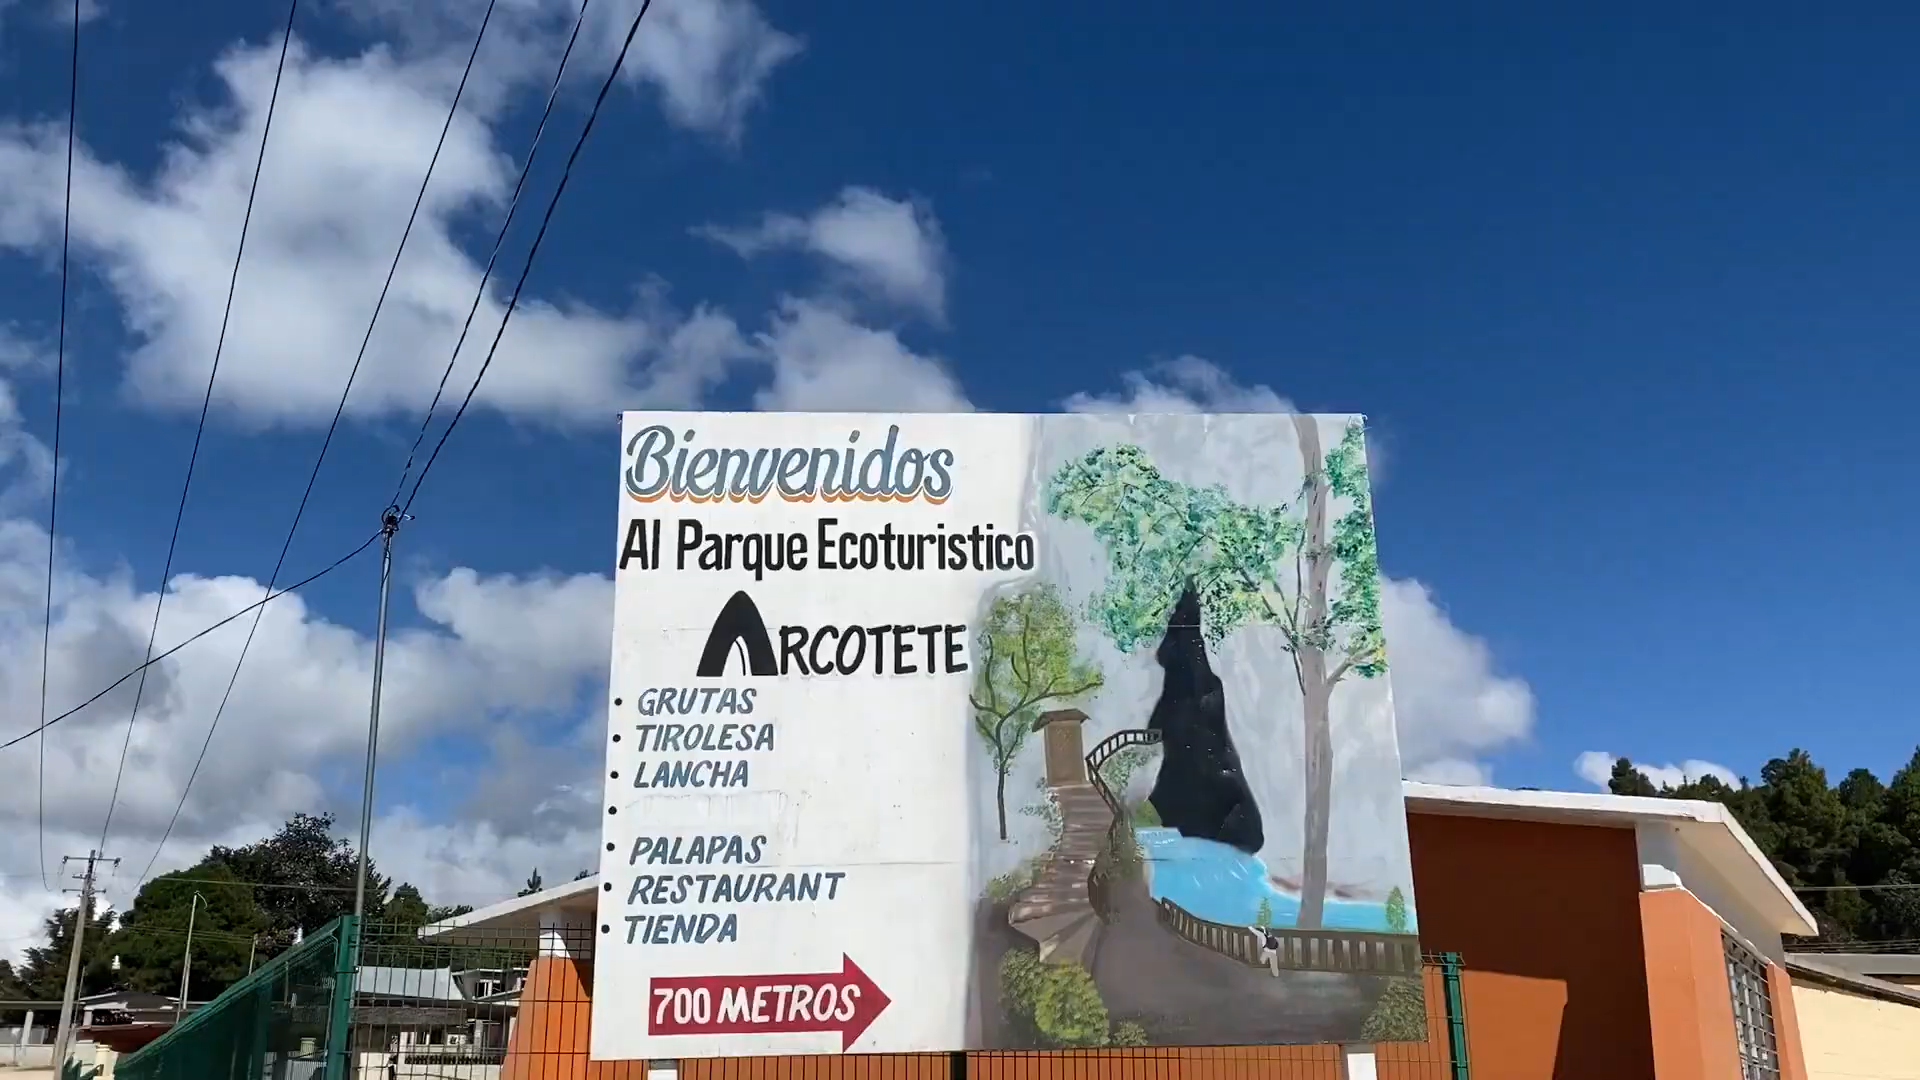 Bienvenidos
Al Parque Ecoturistico
ARCOTETE
• GRUTAS
• TIROLESA
• LANCHA
•
• PALAPAS
• RESTAURANT
• TIENDA
700 METROS